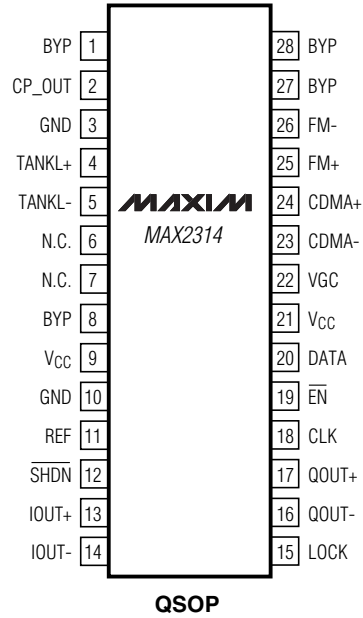 BYP 1
CP_OUT 2
GND 3
TANKL+ 4
TANKL- 5
N.C. 6
N.C. 7
BYP 8
VCC 9
GND 10
REF 11
S̅H̅D̅N̅ 12
IOUT+ 13
IOUT- 14
MAXIM
MAX2314
28 BYP
27 BYP
26 FM-
25 FM+
24 CDMA+
23 CDMA-
22 VGC
21 VCC
20 DATA
19 E̅N̅
18 CLK
17 QOUT+
16 QOUT-
15 LOCK
QSOP